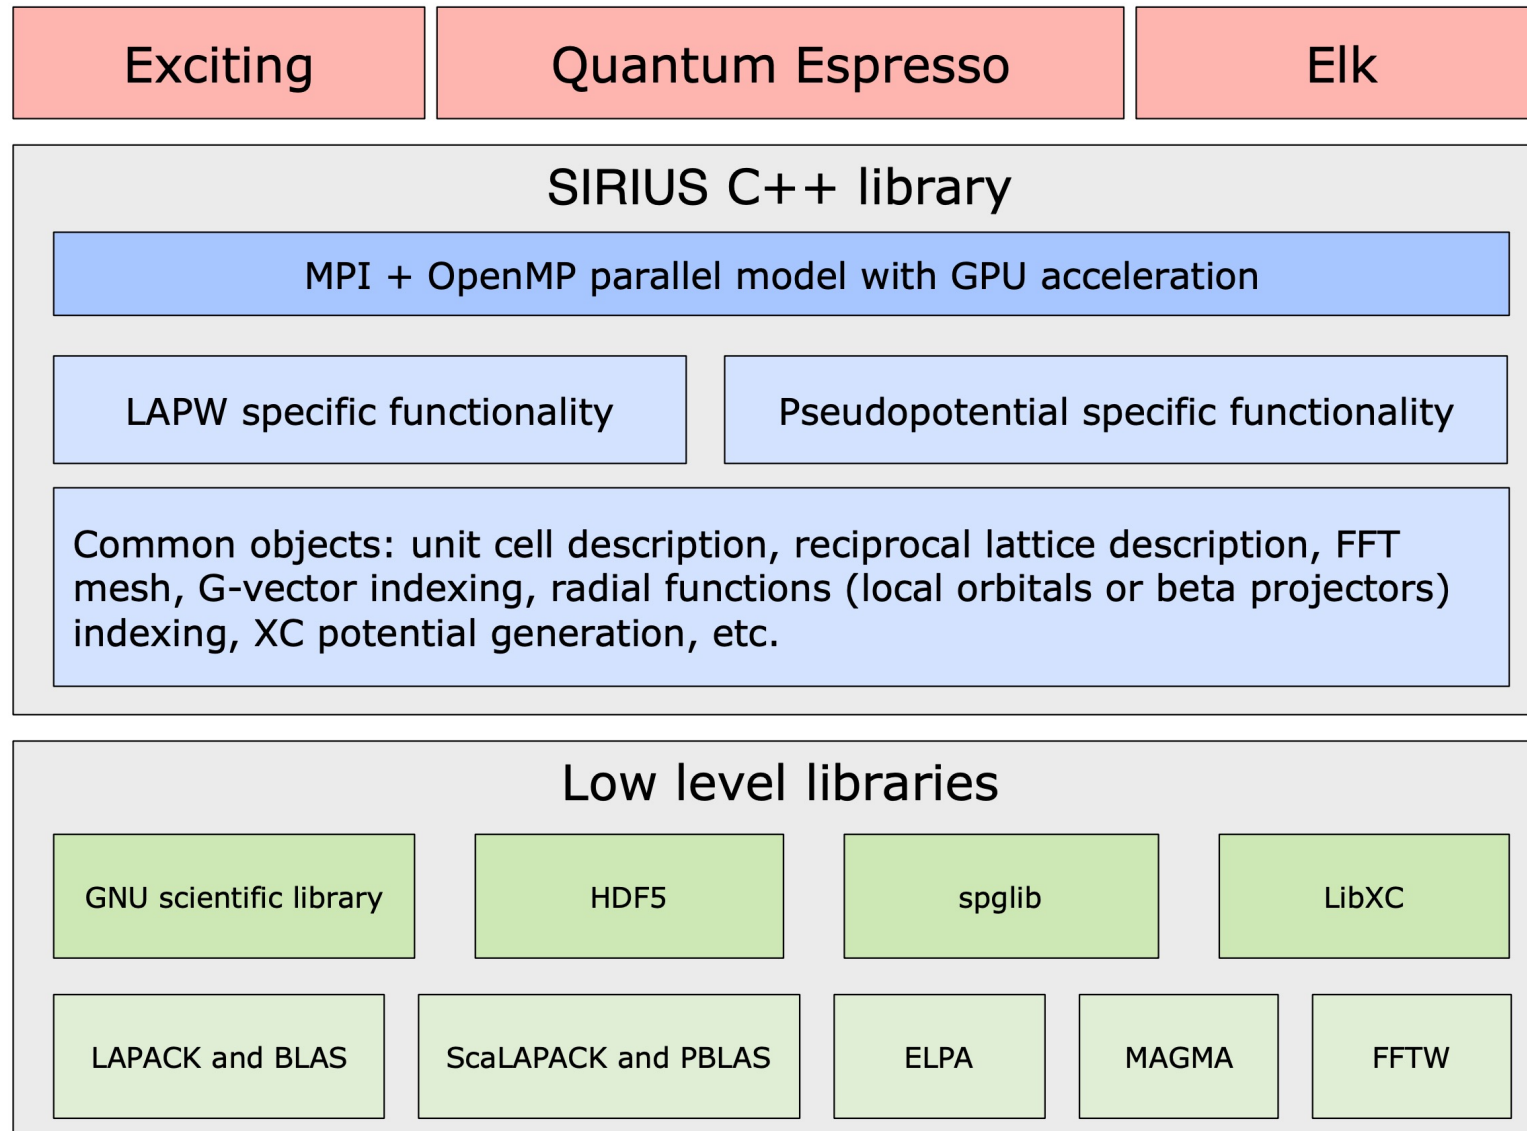 Exciting
Quantum Espresso
Elk
SIRIUS C++ library
MPI + OpenMP parallel model with GPU acceleration
LAPW specific functionality
Pseudopotential specific functionality
Common objects: unit cell description, reciprocal lattice description, FFT
mesh, G-vector indexing, radial functions (local orbitals or beta projectors)
indexing, XC potential generation, etc.
Low level libraries
GNU scientific library
HDF5
spglib
LibXC
LAPACK and BLAS
ScaLAPACK and PBLAS
ELPA
MAGMA
FFTW